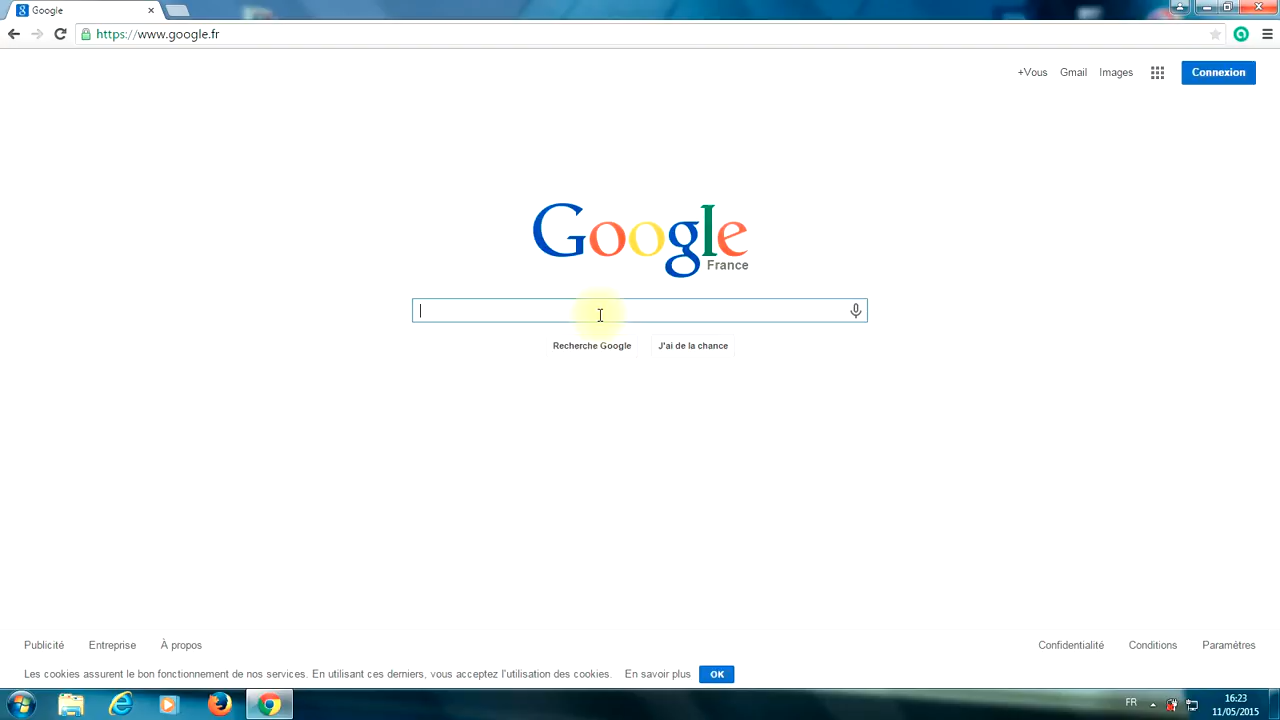 Google
https://www.google.fr
+Vous Gmail Images Connexion
Google
France
Recherche Google J'ai de la chance
Publicité Entreprise À propos Confidentialité Conditions Paramètres
Les cookies assurent le bon fonctionnement de nos services. En utilisant ces derniers, vous acceptez l'utilisation des cookies. En savoir plus OK
FR 16:23
11/05/2015